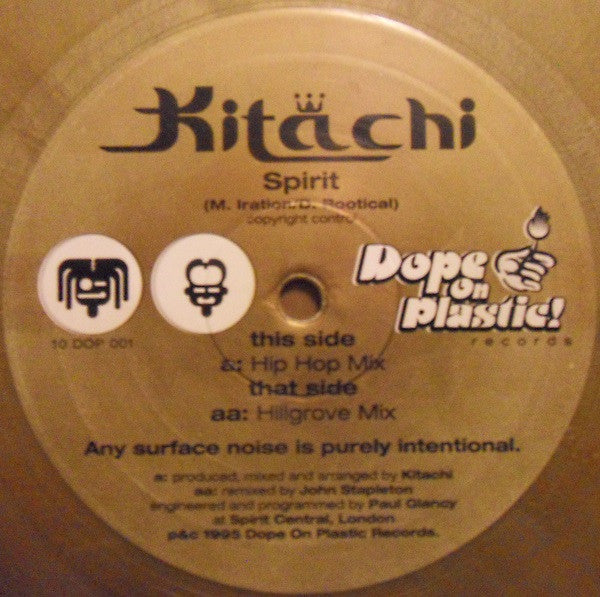 Kitachi
Spirit
(M. Iration/D. Rootical)
copyright control
Dope
On
Plastic!
records
10 DOP 001
this side
a: Hip Hop Mix
that side
aa: Hillgrove Mix
Any surface noise is purely intentional.
a: produced, mixed and arranged by Kitachi
aa: remixed by John Stapleton
engineered and programmed by Paul Glancy
at Spirit Central, London
p&c 1995 Dope On Plastic Records.